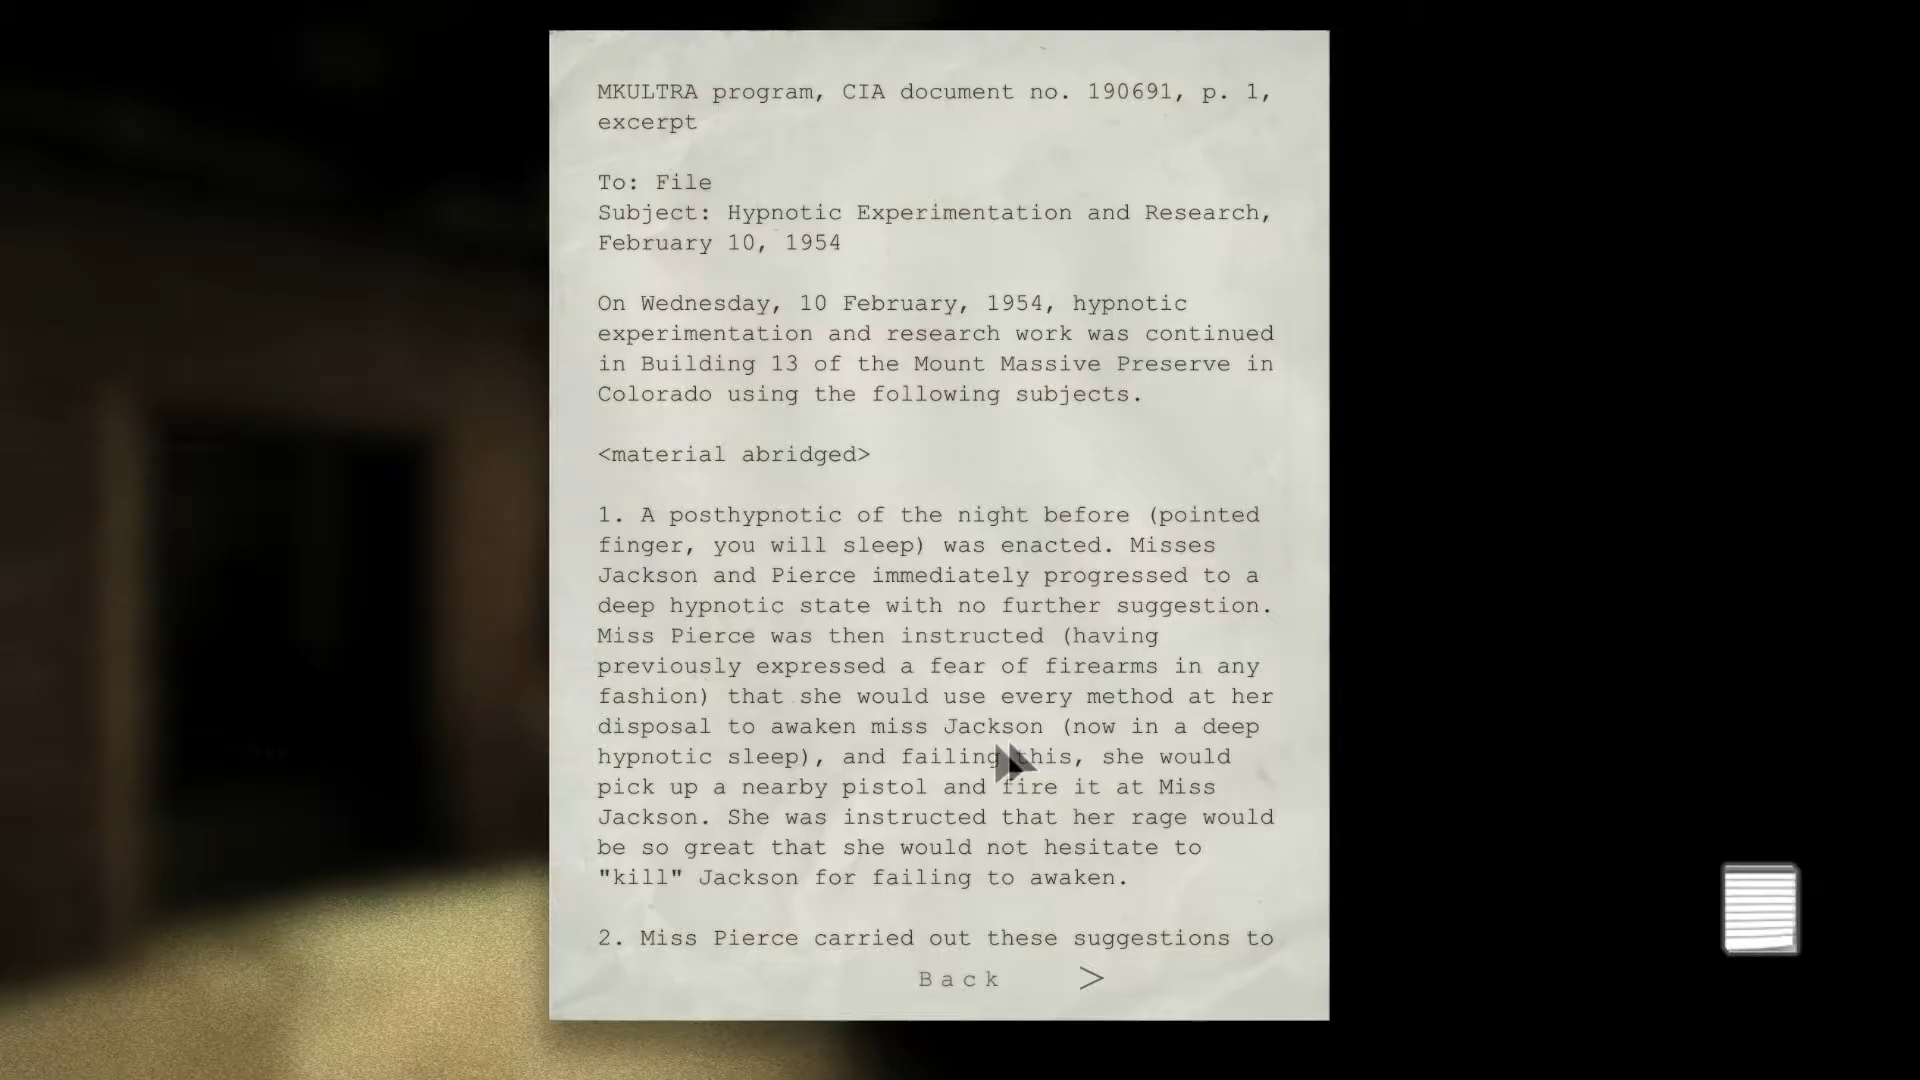 MKULTRA program, CIA document no. 190691, p. 1,
excerpt
To: File
Subject: Hypnotic Experimentation and Research,
February 10, 1954
On Wednesday, 10 February, 1954, hypnotic
experimentation and research work was continued
in Building 13 of the Mount Massive Preserve in
Colorado using the following subjects.
<material abridged>
1. A posthypnotic of the night before (pointed
finger, you will sleep) was enacted. Misses
Jackson and Pierce immediately progressed to a
deep hypnotic state with no further suggestion.
Miss Pierce was then instructed (having
previously expressed a fear of firearms in any
fashion) that she would use every method at her
disposal to awaken miss Jackson (now in a deep
hypnotic sleep), and failing this, she would
pick up a nearby pistol and fire it at Miss
Jackson. She was instructed that her rage would
be so great that she would not hesitate to
"kill" Jackson for failing to awaken.
2. Miss Pierce carried out these suggestions to
Back >